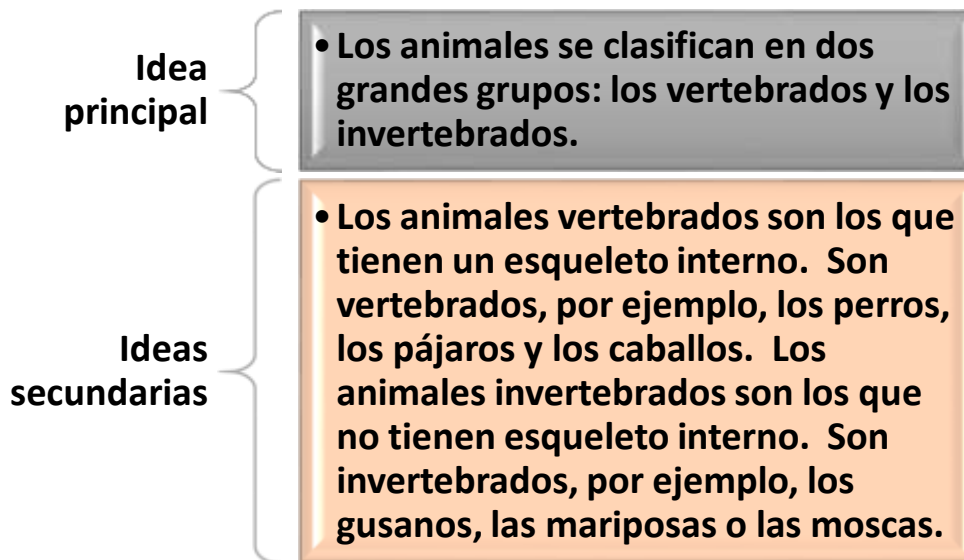 Idea
principal
• Los animales se clasifican en dos
grandes grupos: los vertebrados y los
invertebrados.
Ideas
secundarias
• Los animales vertebrados son los que
tienen un esqueleto interno.  Son
vertebrados, por ejemplo, los perros,
los pájaros y los caballos.  Los
animales invertebrados son los que
no tienen esqueleto interno.  Son
invertebrados, por ejemplo, los
gusanos, las mariposas o las moscas.